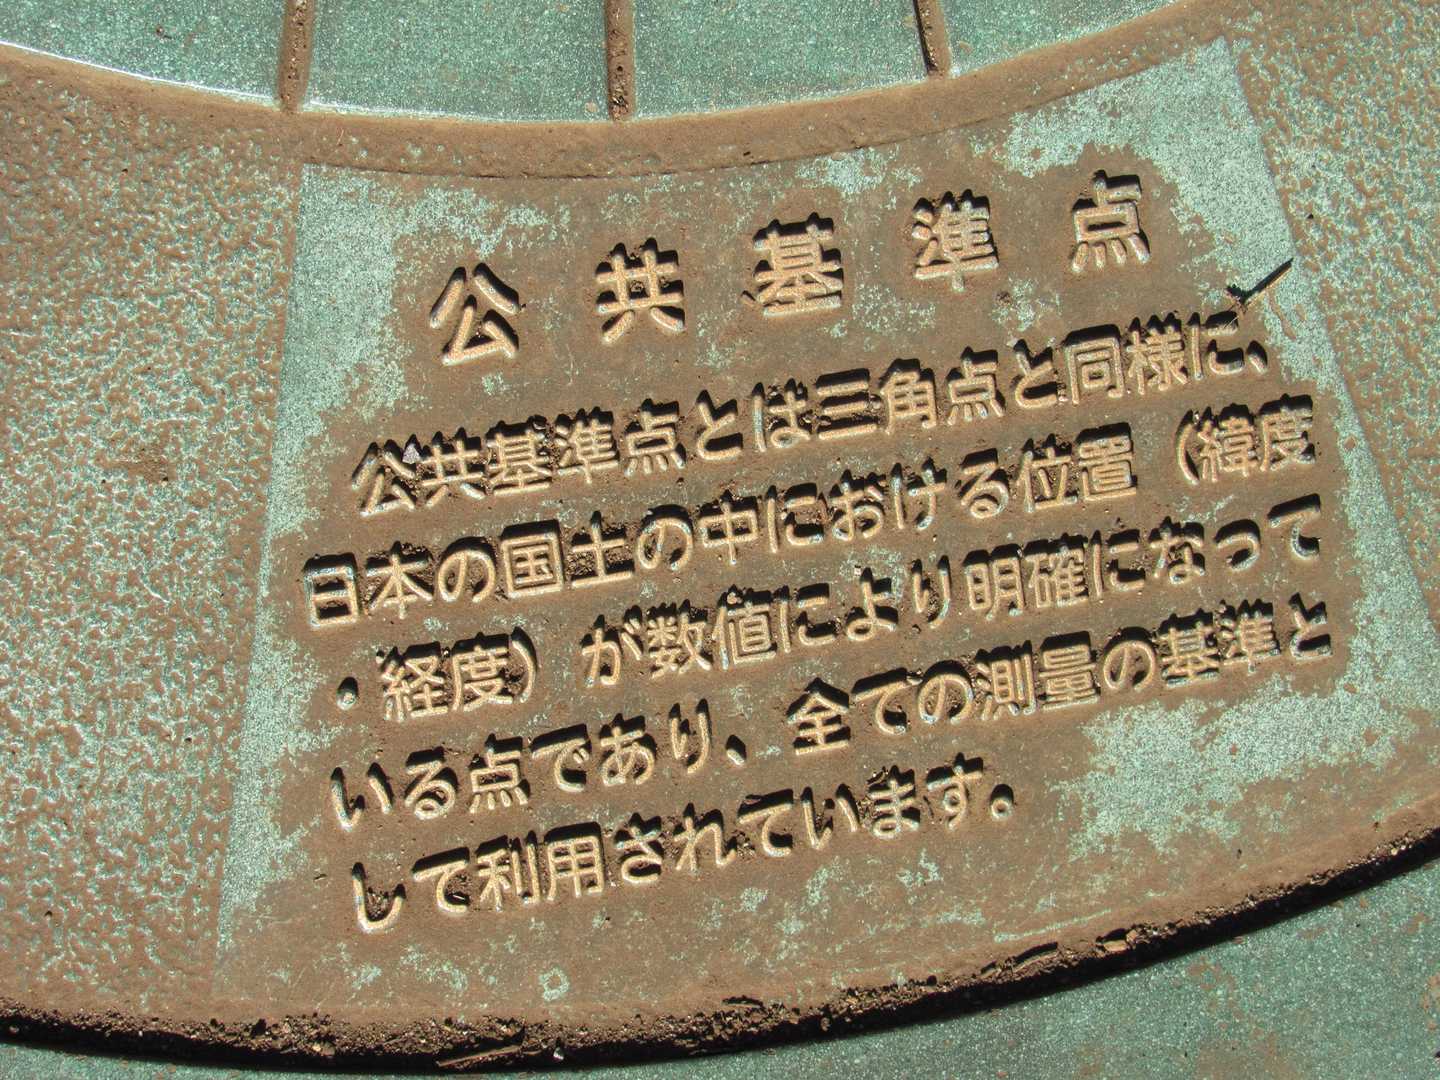 公共基準点
公共基準点とは三角点と同様に、
日本の国土の中における位置（緯度
・経度）が数値により明確になって
いる点であり、全ての測量の基準と
して利用されています。